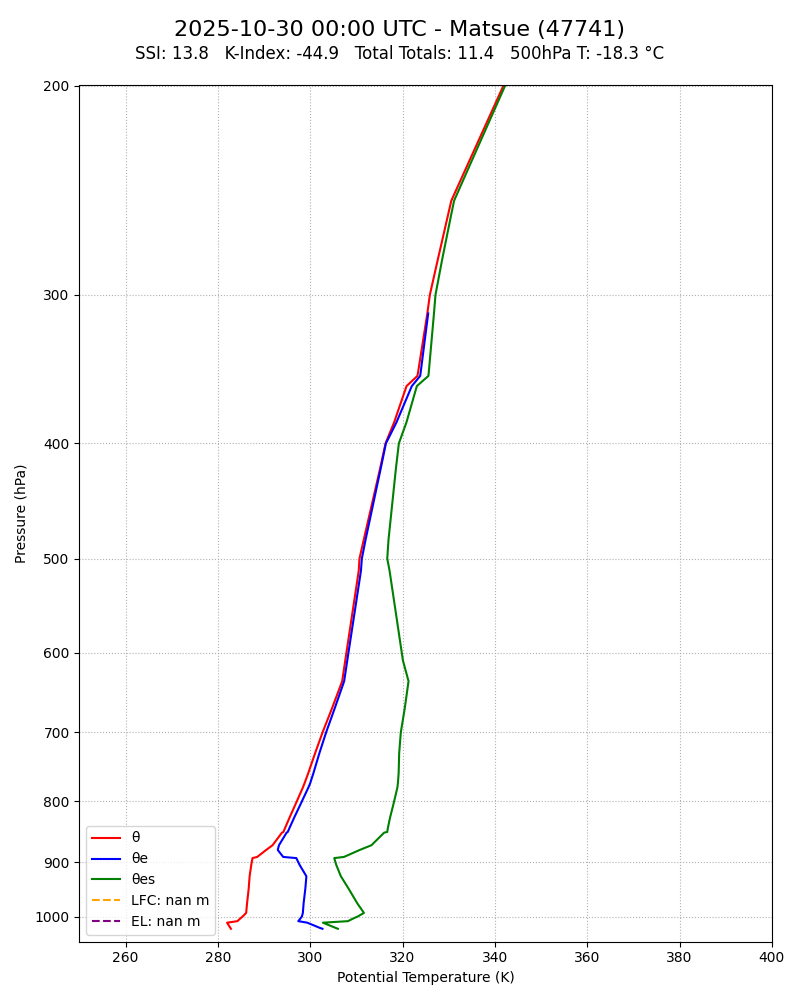 2025-10-30 00:00 UTC - Matsue (47741)
SSI: 13.8   K-Index: -44.9   Total Totals: 11.4   500hPa T: -18.3 °C
200
300
400
500
600
700
800
900
1000
Pressure (hPa)
θ
θe
θes
LFC: nan m
EL: nan m
260
280
300
320
340
360
380
400
Potential Temperature (K)